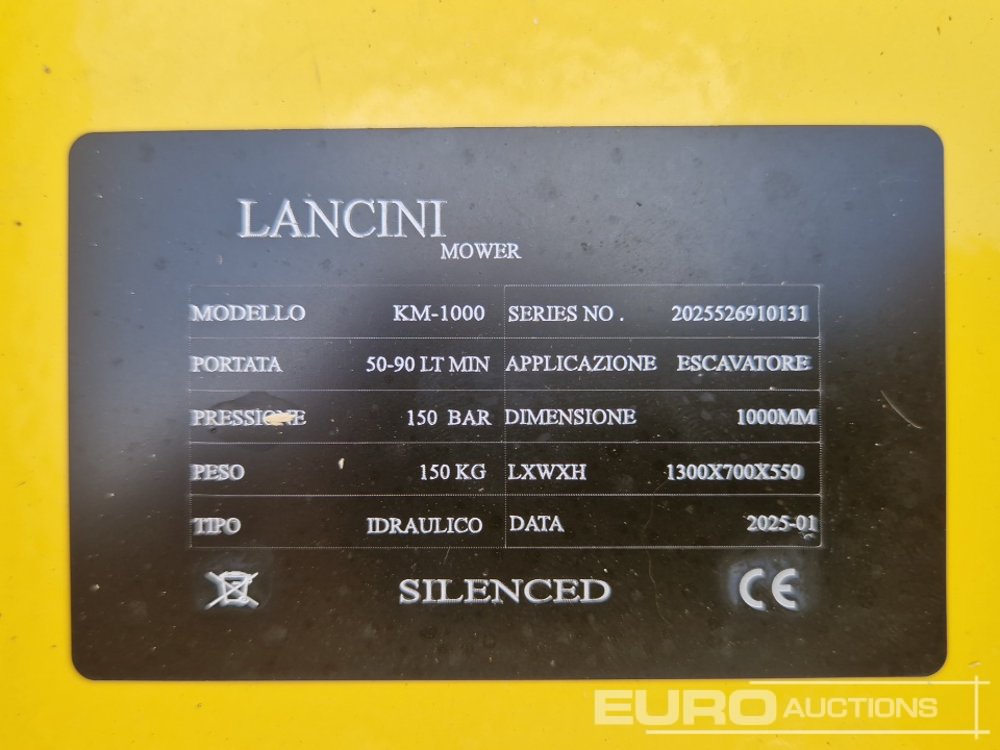 LANCINI
MOWER
MODELLO KM-1000 SERIES NO . 2025526910131
PORTATA 50-90 LT MIN APPLICAZIONE ESCAVATORE
PRESSIONE 150 BAR DIMENSIONE 1000MM
PESO 150 KG LXWXH 1300X700X550
TIPO IDRAULICO DATA 2025-01
SILENCED CE
EURO AUCTIONS